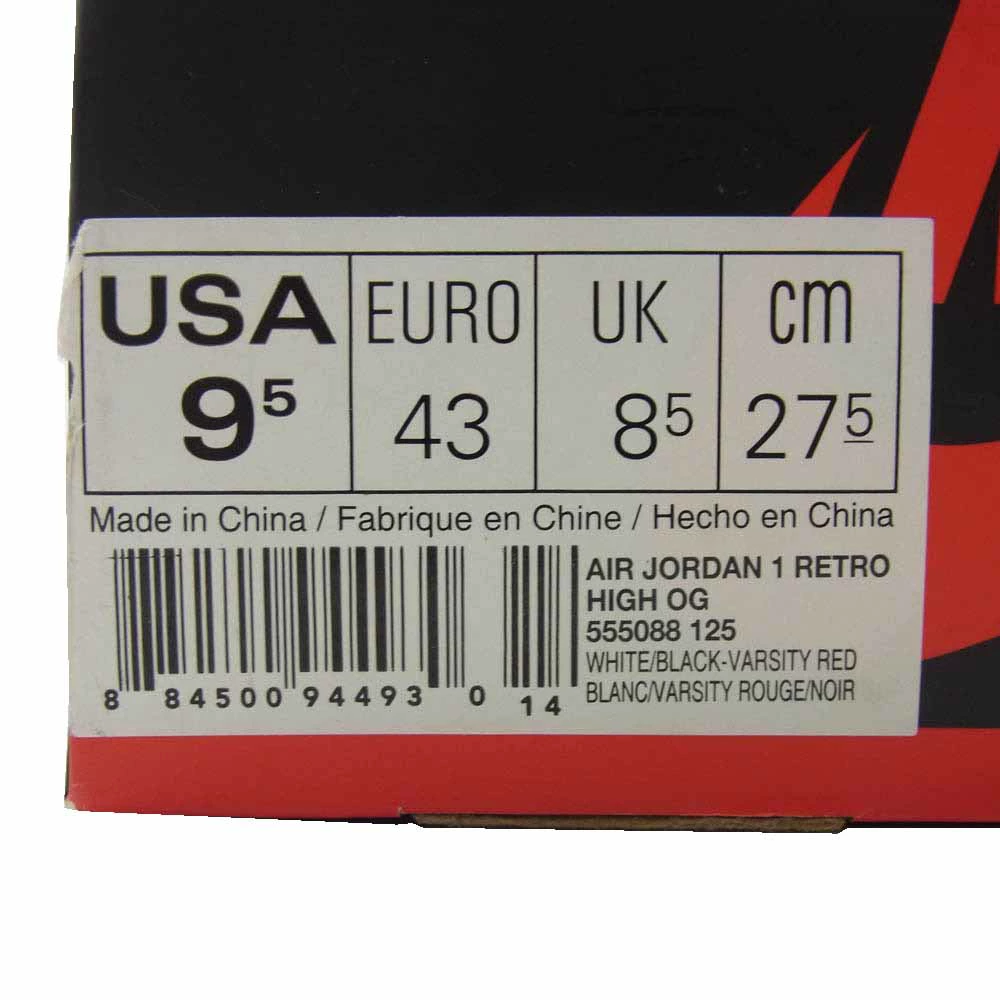 USA EURO UK cm
9⁵ 43 8⁵ 27⁵
Made in China / Fabrique en Chine / Hecho en China
AIR JORDAN 1 RETRO
HIGH OG
555088 125
WHITE/BLACK-VARSITY RED
BLANC/VARSITY ROUGE/NOIR
8 84500 94493 0 14